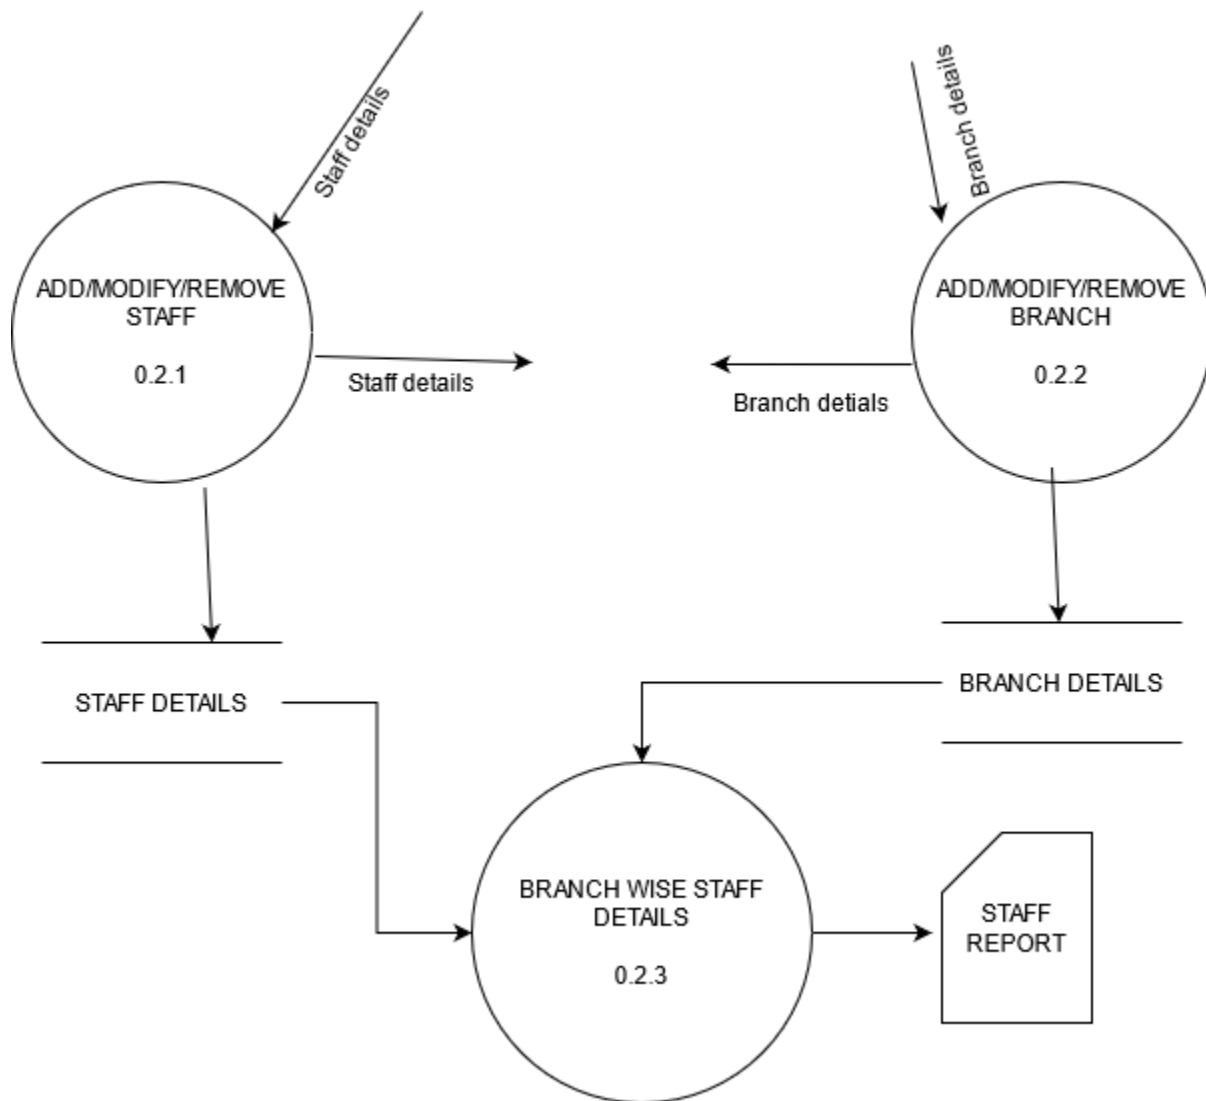 Staff details
Branch details
ADD/MODIFY/REMOVE
STAFF
0.2.1
ADD/MODIFY/REMOVE
BRANCH
0.2.2
Staff details
Branch detials
STAFF DETAILS
BRANCH DETAILS
BRANCH WISE STAFF
DETAILS
0.2.3
STAFF
REPORT